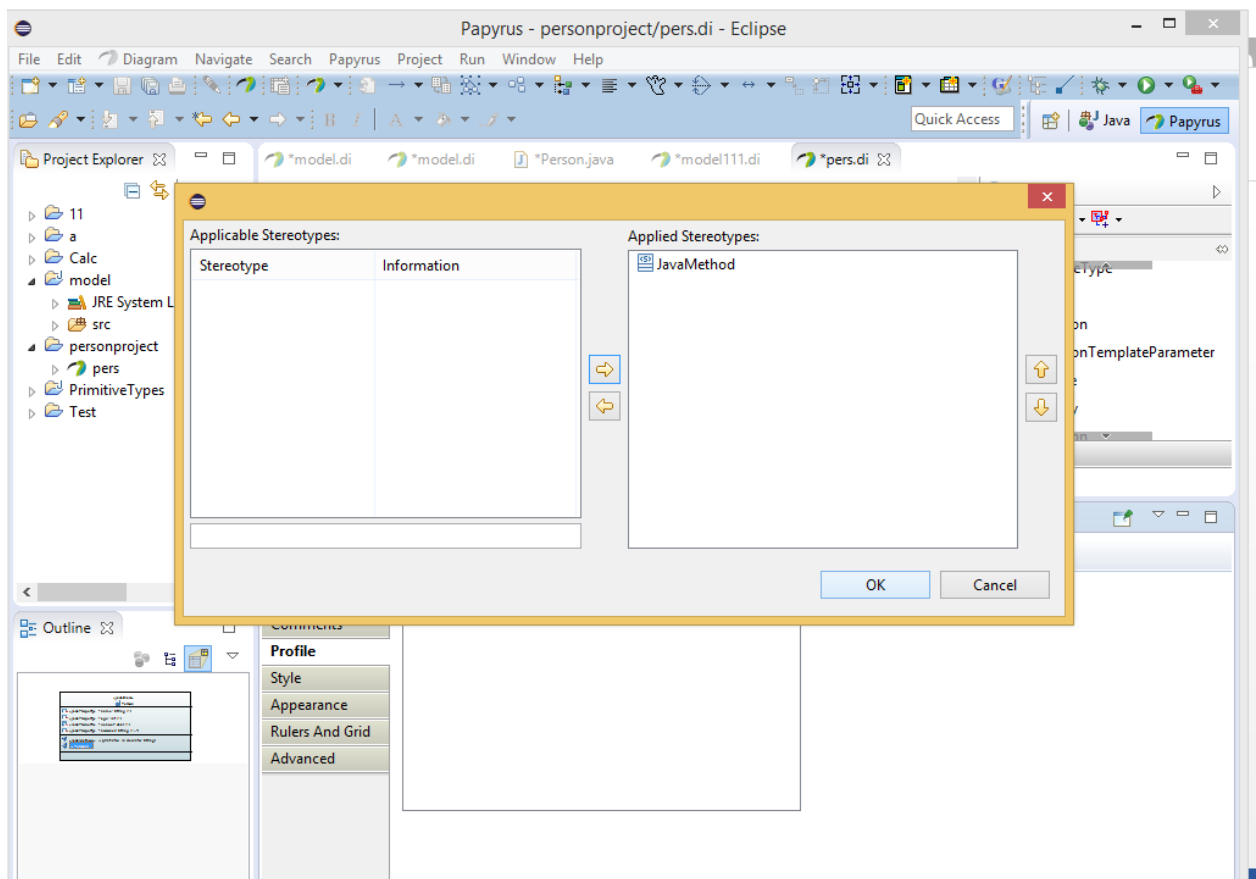 Papyrus - personproject/pers.di - Eclipse
File Edit Diagram Navigate Search Papyrus Project Run Window Help
Quick Access Java Papyrus
Project Explorer *model.di *model.di *Person.java *model111.di *pers.di
11
a
Calc
model
JRE System L
src
personproject
pers
PrimitiveTypes
Test
Applicable Stereotypes: Applied Stereotypes:
Stereotype Information
JavaMethod
eType
on
onTemplateParameter
OK Cancel
Outline
Comments
Profile
Style
Appearance
Rulers And Grid
Advanced